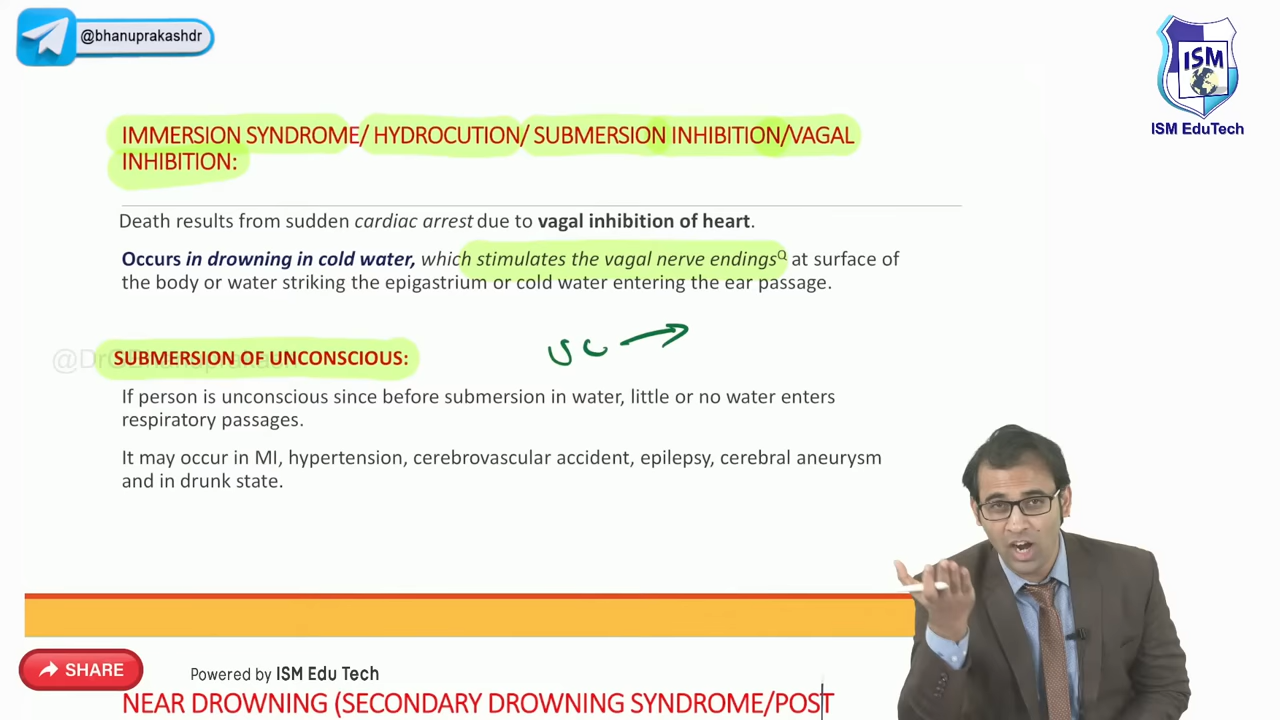 @bhanuprakashdr
ISM
ISM EduTech
IMMERSION SYNDROME/ HYDROCUTION/ SUBMERSION INHIBITION/VAGAL
INHIBITION:
Death results from sudden cardiac arrest due to vagal inhibition of heart.
Occurs in drowning in cold water, which stimulates the vagal nerve endingsQ at surface of
the body or water striking the epigastrium or cold water entering the ear passage.
SUBMERSION OF UNCONSCIOUS:
If person is unconscious since before submersion in water, little or no water enters
respiratory passages.
It may occur in MI, hypertension, cerebrovascular accident, epilepsy, cerebral aneurysm
and in drunk state.
SHARE
Powered by ISM Edu Tech
NEAR DROWNING (SECONDARY DROWNING SYNDROME/POST